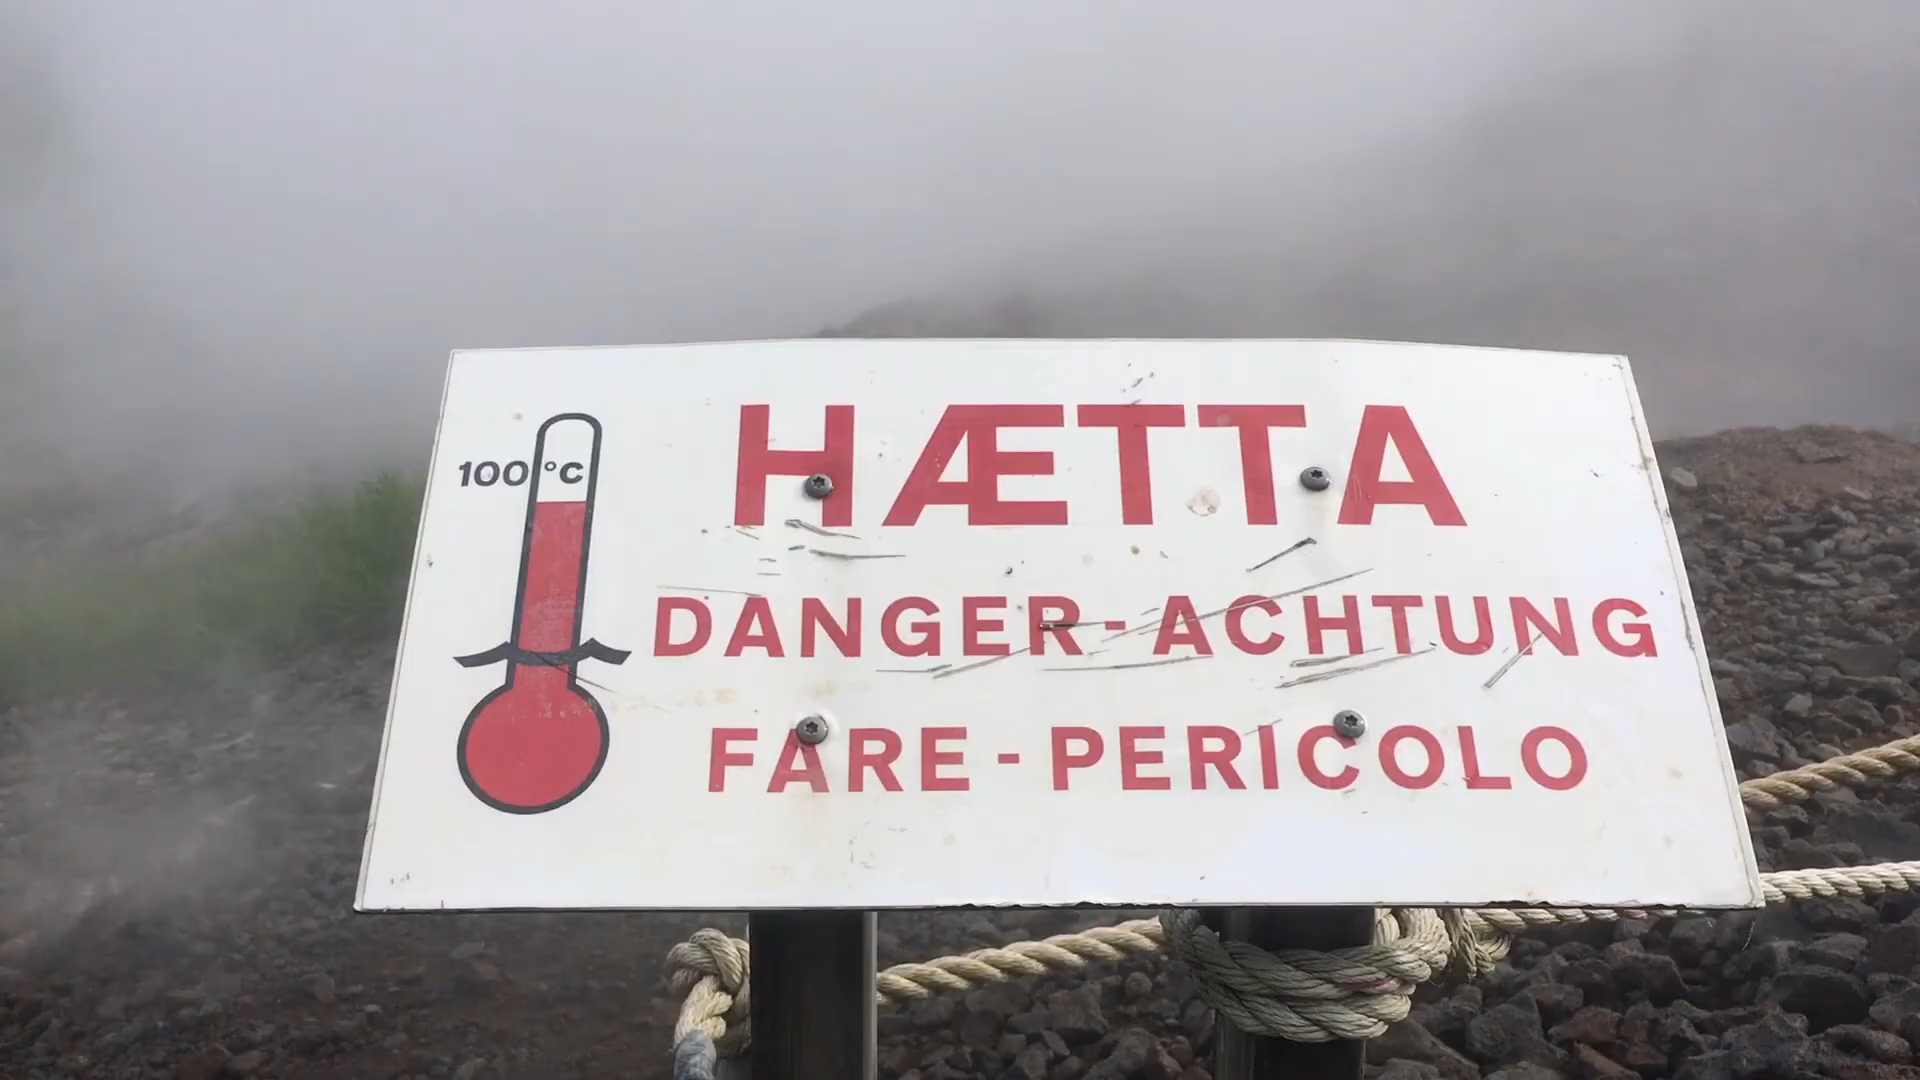 100 °C
HÆTTA
DANGER - ACHTUNG
FARE - PERICOLO